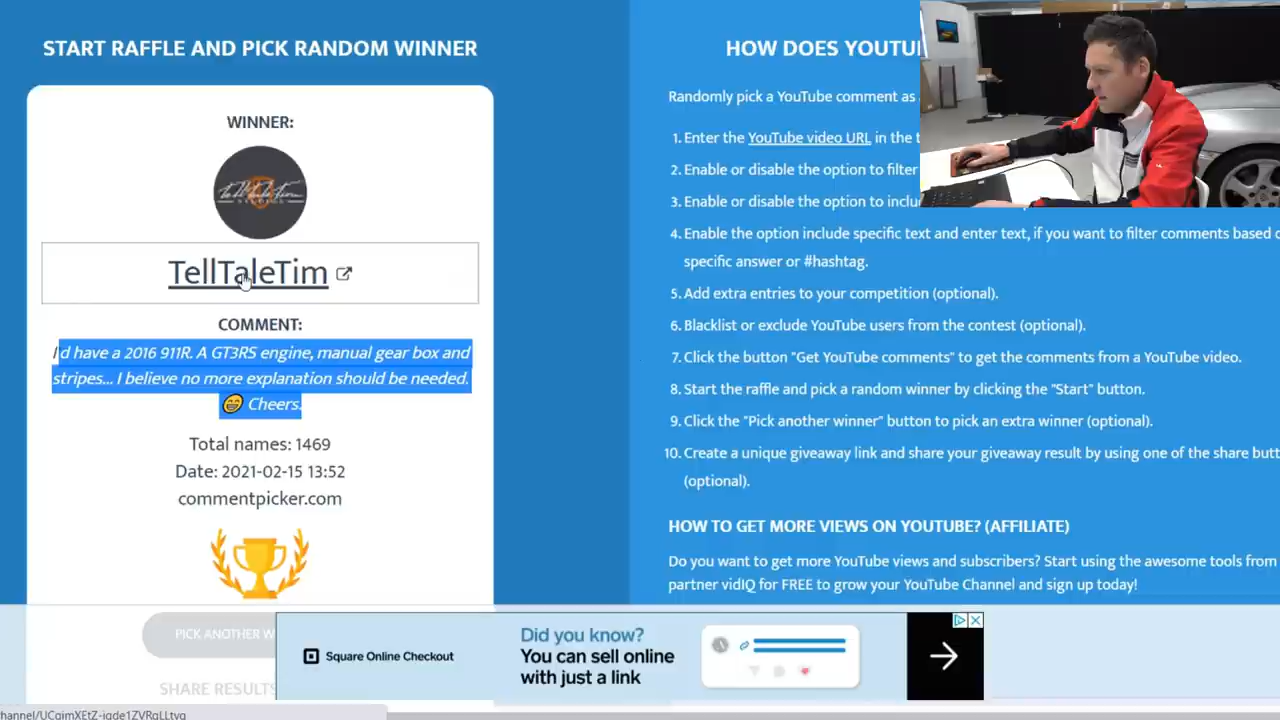 START RAFFLE AND PICK RANDOM WINNER
WINNER:
TellTaleTim
COMMENT:
I'd have a 2016 911R. A GT3RS engine, manual gear box and
stripes... I believe no more explanation should be needed.
😁 Cheers.
Total names: 1469
Date: 2021-02-15 13:52
commentpicker.com
PICK ANOTHER W
SHARE RESULTS
HOW DOES YOUTU
Randomly pick a YouTube comment as
1. Enter the YouTube video URL in the t
2. Enable or disable the option to filter
3. Enable or disable the option to inclu
4. Enable the option include specific text and enter text, if you want to filter comments based o
specific answer or #hashtag.
5. Add extra entries to your competition (optional).
6. Blacklist or exclude YouTube users from the contest (optional).
7. Click the button "Get YouTube comments" to get the comments from a YouTube video.
8. Start the raffle and pick a random winner by clicking the "Start" button.
9. Click the "Pick another winner" button to pick an extra winner (optional).
10. Create a unique giveaway link and share your giveaway result by using one of the share butt
(optional).
HOW TO GET MORE VIEWS ON YOUTUBE? (AFFILIATE)
Do you want to get more YouTube views and subscribers? Start using the awesome tools from
partner vidIQ for FREE to grow your YouTube Channel and sign up today!
Square Online Checkout
Did you know?
You can sell online
with just a link